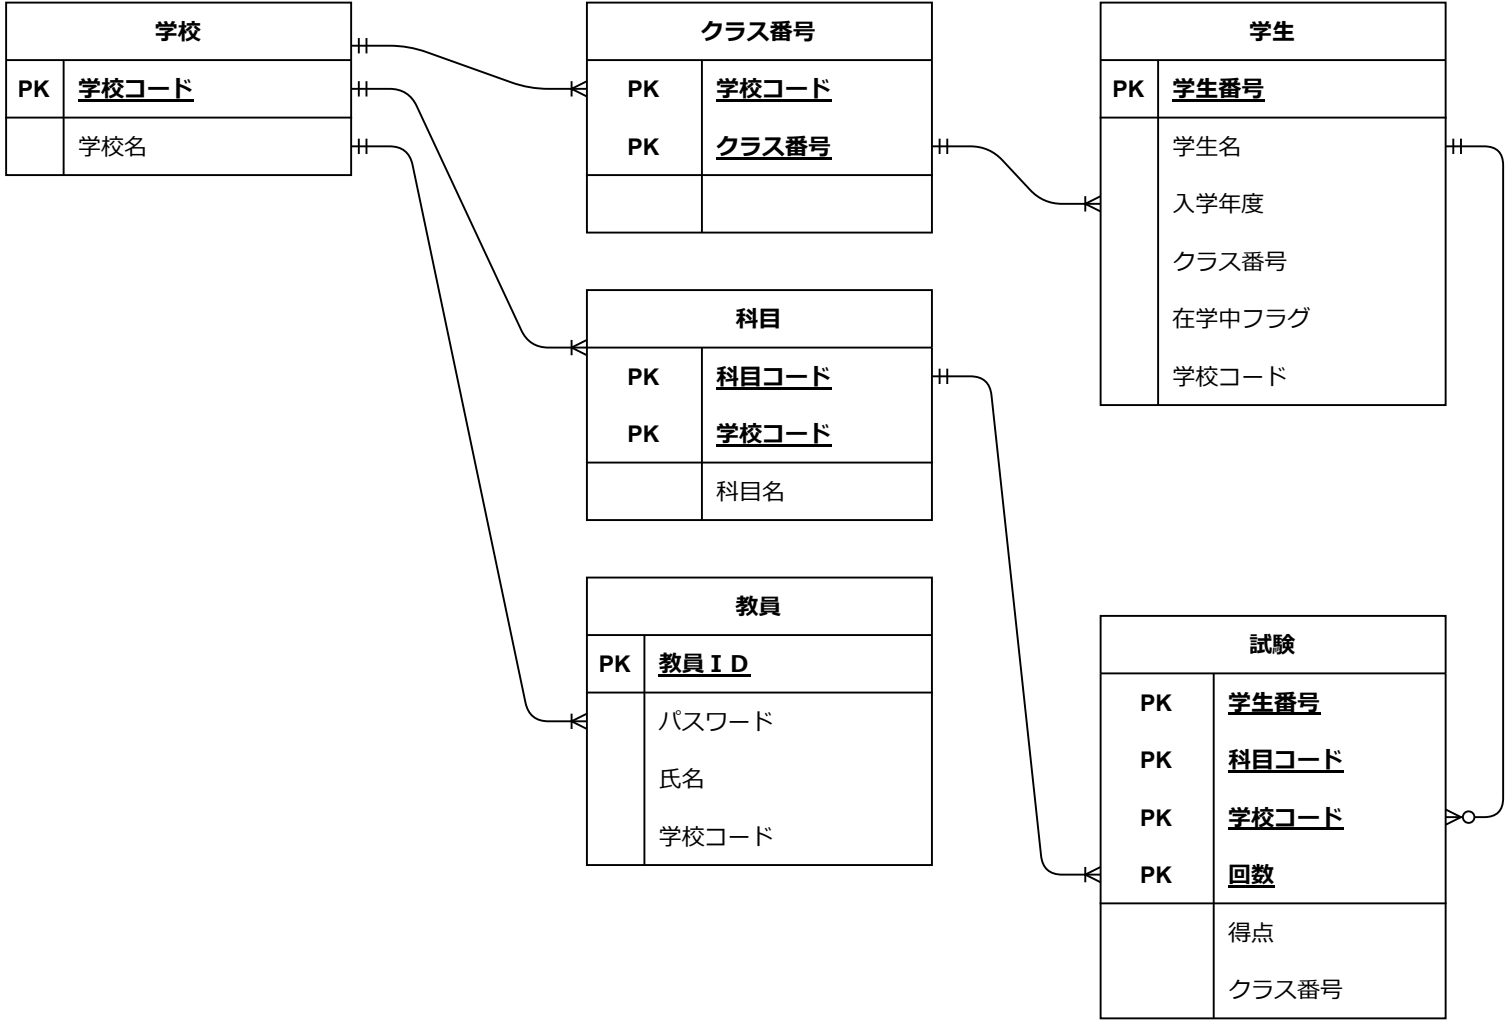 学校
PK 学校コード
学校名
クラス番号
PK 学校コード
PK クラス番号
学生
PK 学生番号
学生名
入学年度
クラス番号
在学中フラグ
学校コード
科目
PK 科目コード
PK 学校コード
科目名
教員
PK 教員ＩＤ
パスワード
氏名
学校コード
試験
PK 学生番号
PK 科目コード
PK 学校コード
PK 回数
得点
クラス番号